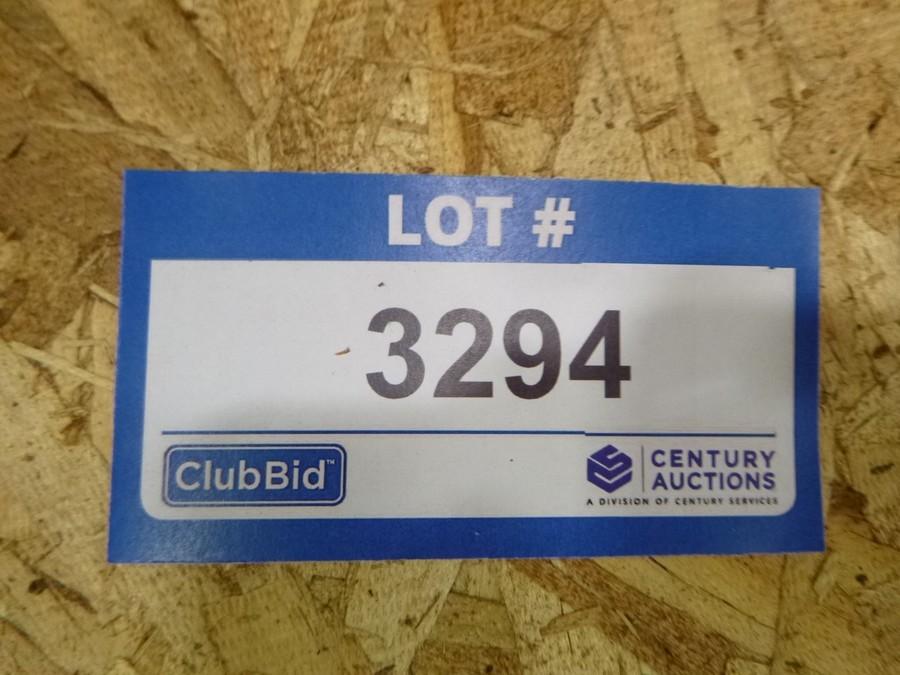 LOT #
3294
ClubBid™
CENTURY
AUCTIONS
A DIVISION OF CENTURY SERVICES